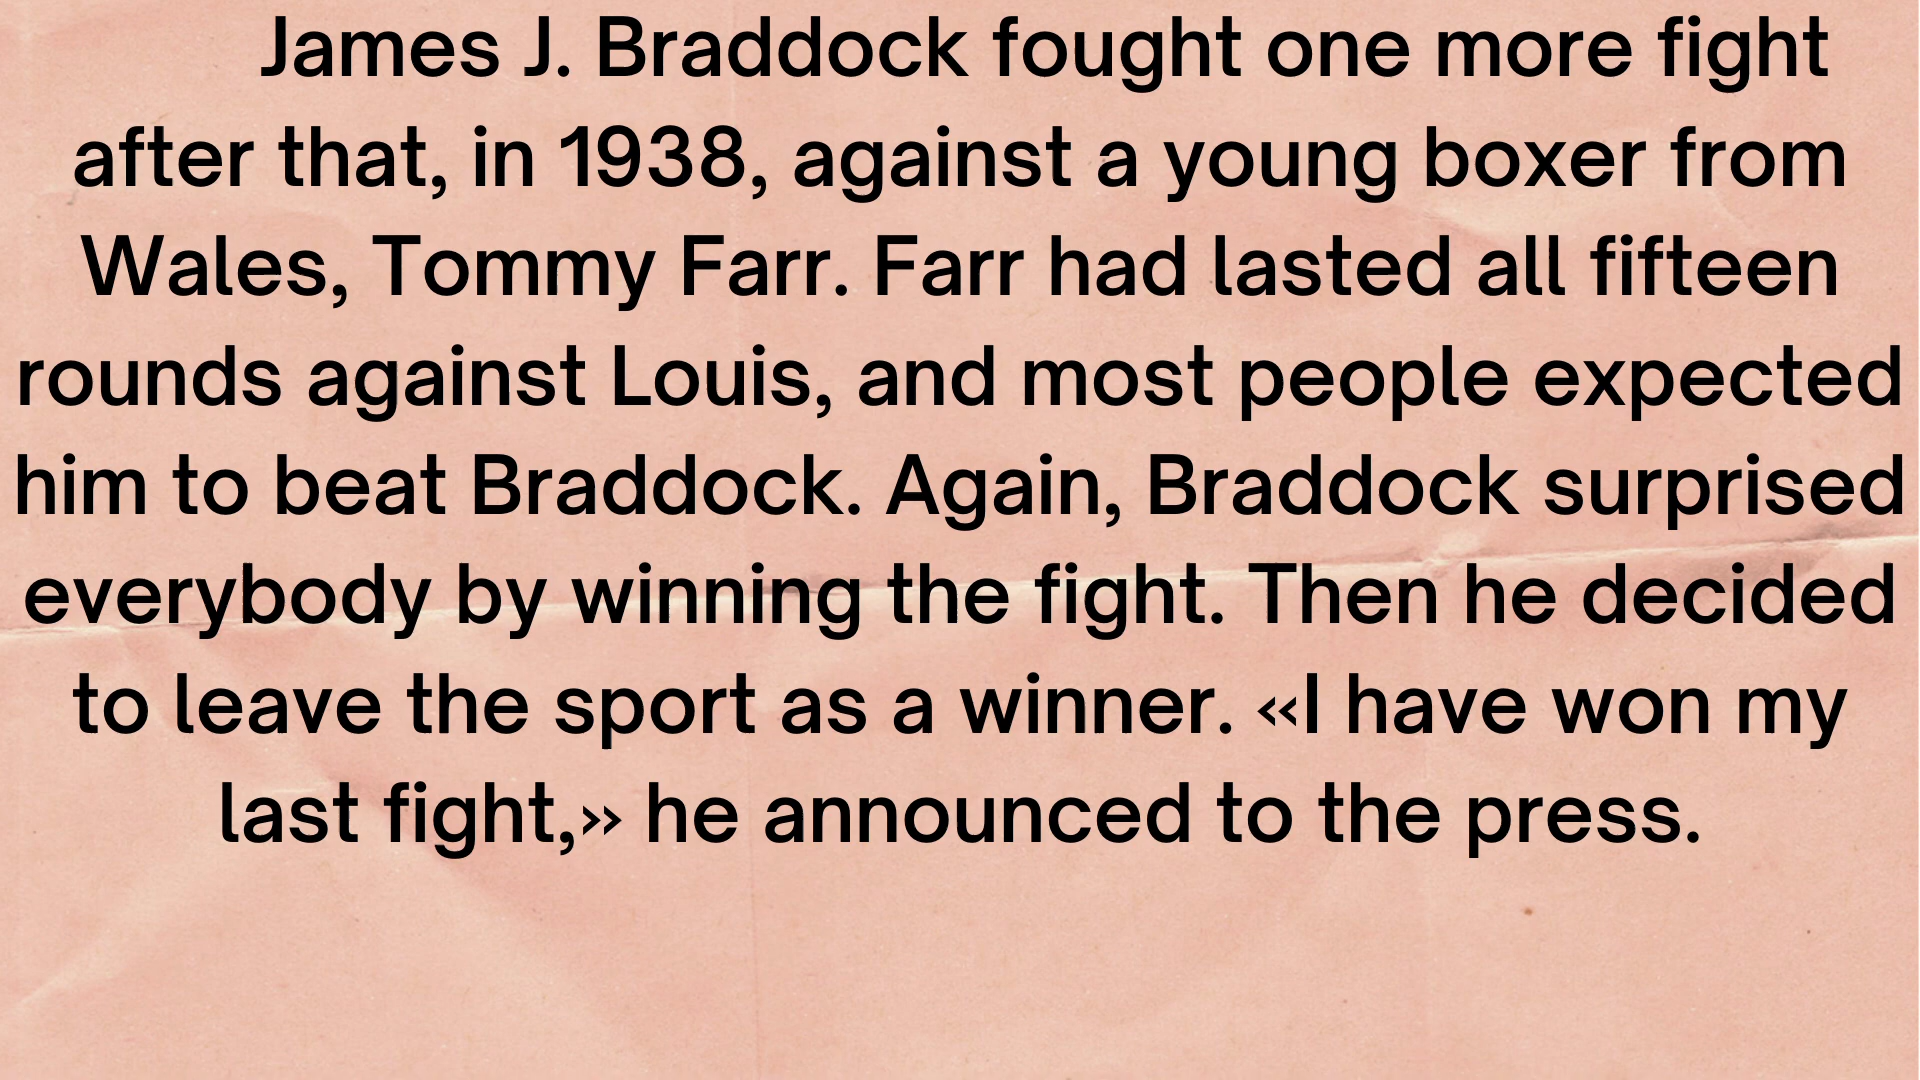 James J. Braddock fought one more fight
after that, in 1938, against a young boxer from
Wales, Tommy Farr. Farr had lasted all fifteen
rounds against Louis, and most people expected
him to beat Braddock. Again, Braddock surprised
everybody by winning the fight. Then he decided
to leave the sport as a winner. «I have won my
last fight,» he announced to the press.